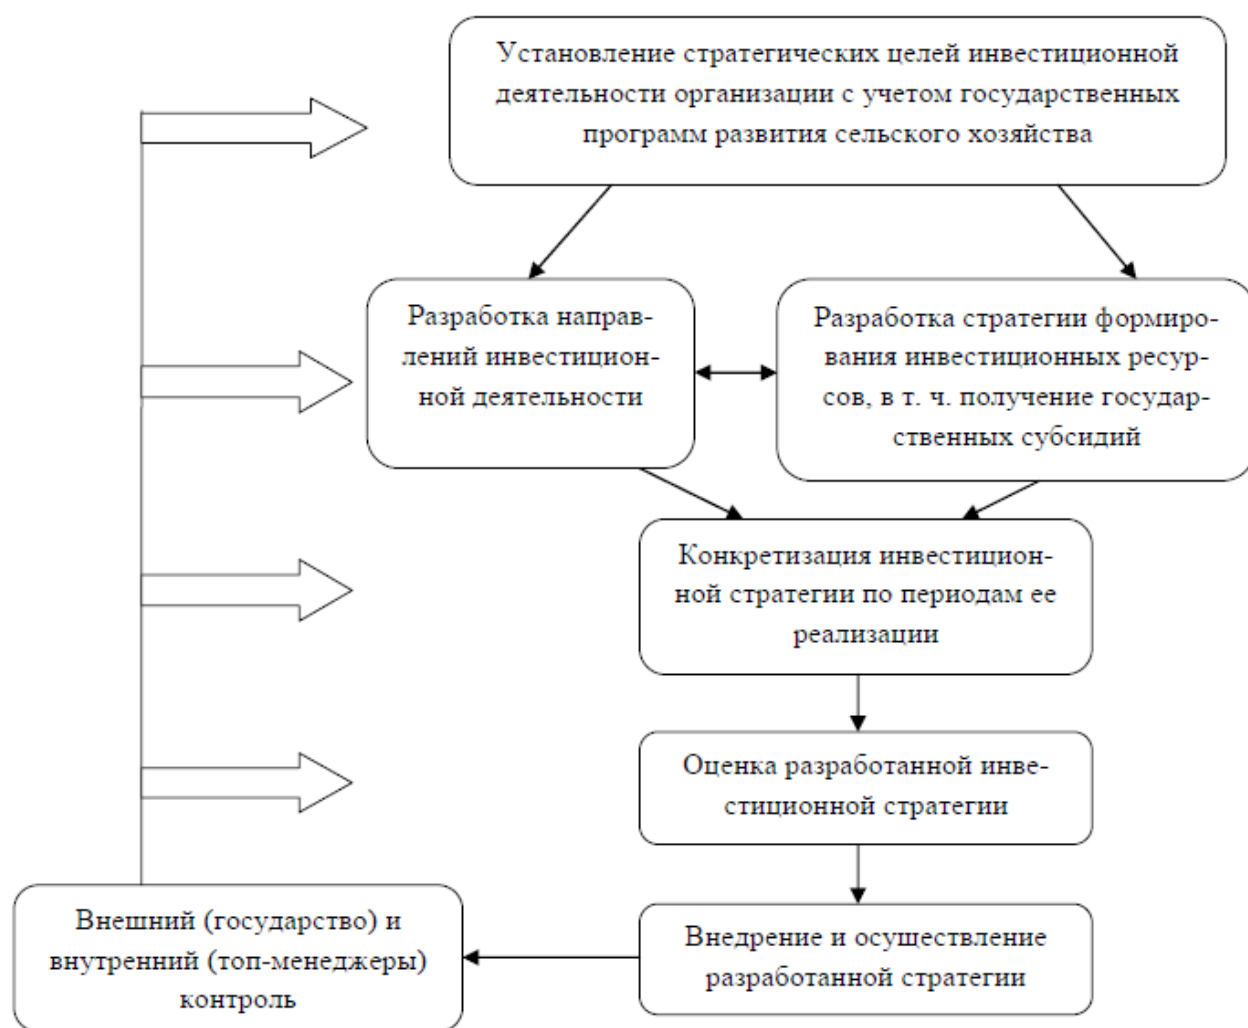 Установление стратегических целей инвестиционной
деятельности организации с учетом государственных
программ развития сельского хозяйства
Разработка направ-
лений инвестицион-
ной деятельности
Разработка стратегии формиро-
вания инвестиционных ресур-
сов, в т. ч. получение государ-
ственных субсидий
Конкретизация инвестицион-
ной стратегии по периодам ее
реализации
Оценка разработанной инве-
стиционной стратегии
Внедрение и осуществление
разработанной стратегии
Внешний (государство) и
внутренний (топ-менеджеры)
контроль